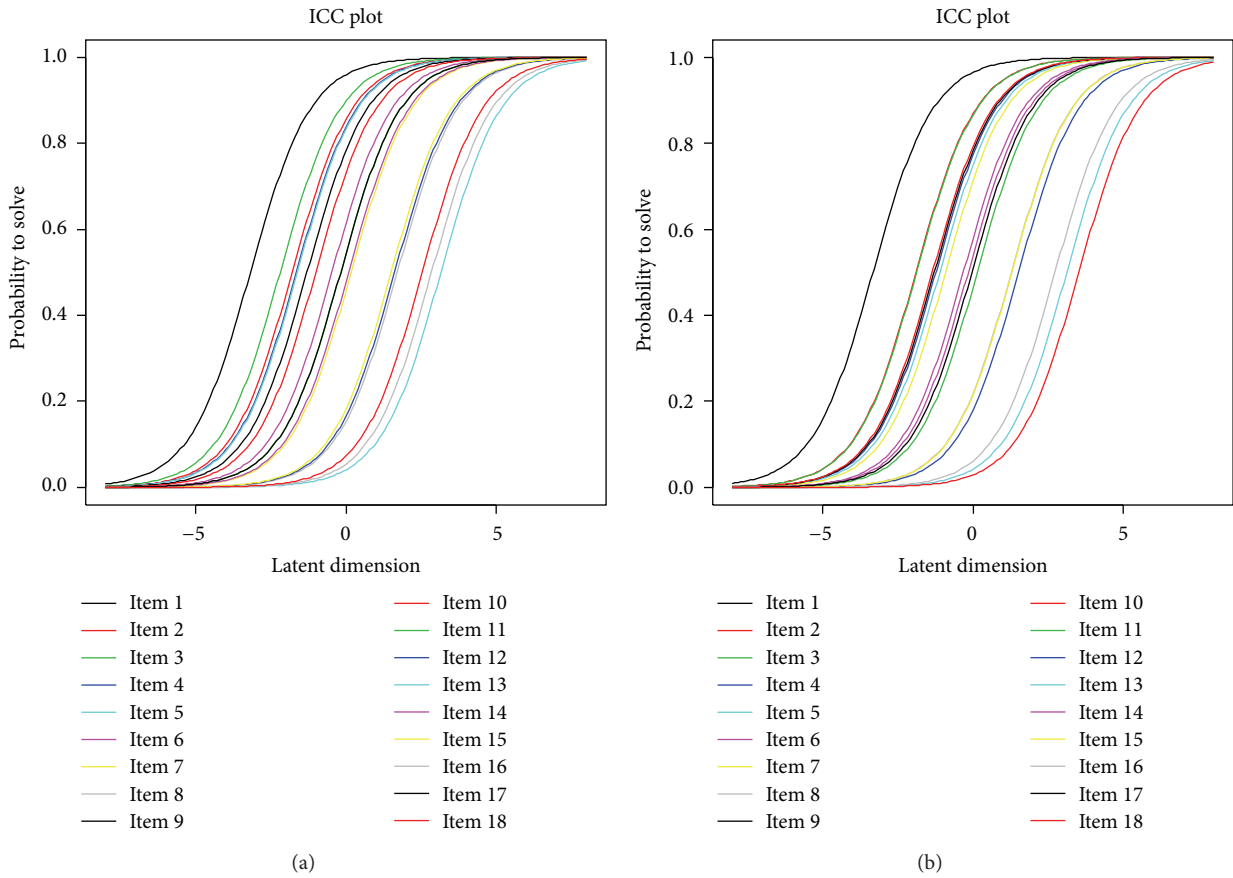 ICC plot
1.0
0.8
0.6
0.4
0.2
0.0
Probability to solve
−5
0
5
Latent dimension
Item 1
Item 2
Item 3
Item 4
Item 5
Item 6
Item 7
Item 8
Item 9
Item 10
Item 11
Item 12
Item 13
Item 14
Item 15
Item 16
Item 17
Item 18
(a)
ICC plot
1.0
0.8
0.6
0.4
0.2
0.0
Probability to solve
−5
0
5
Latent dimension
Item 1
Item 2
Item 3
Item 4
Item 5
Item 6
Item 7
Item 8
Item 9
Item 10
Item 11
Item 12
Item 13
Item 14
Item 15
Item 16
Item 17
Item 18
(b)